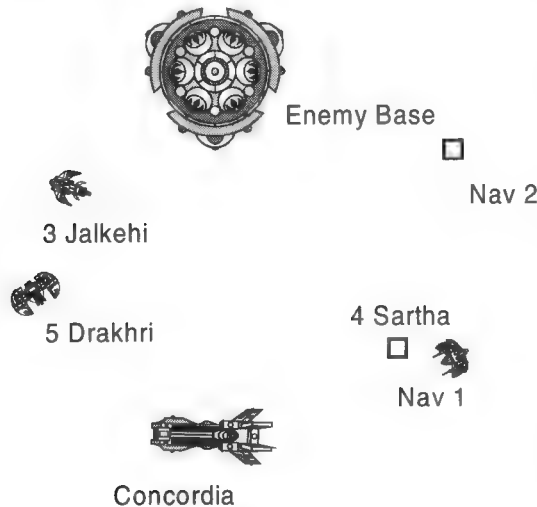 Enemy Base
Nav 2
3 Jalkehi
5 Drakhri
4 Sartha
Nav 1
Concordia